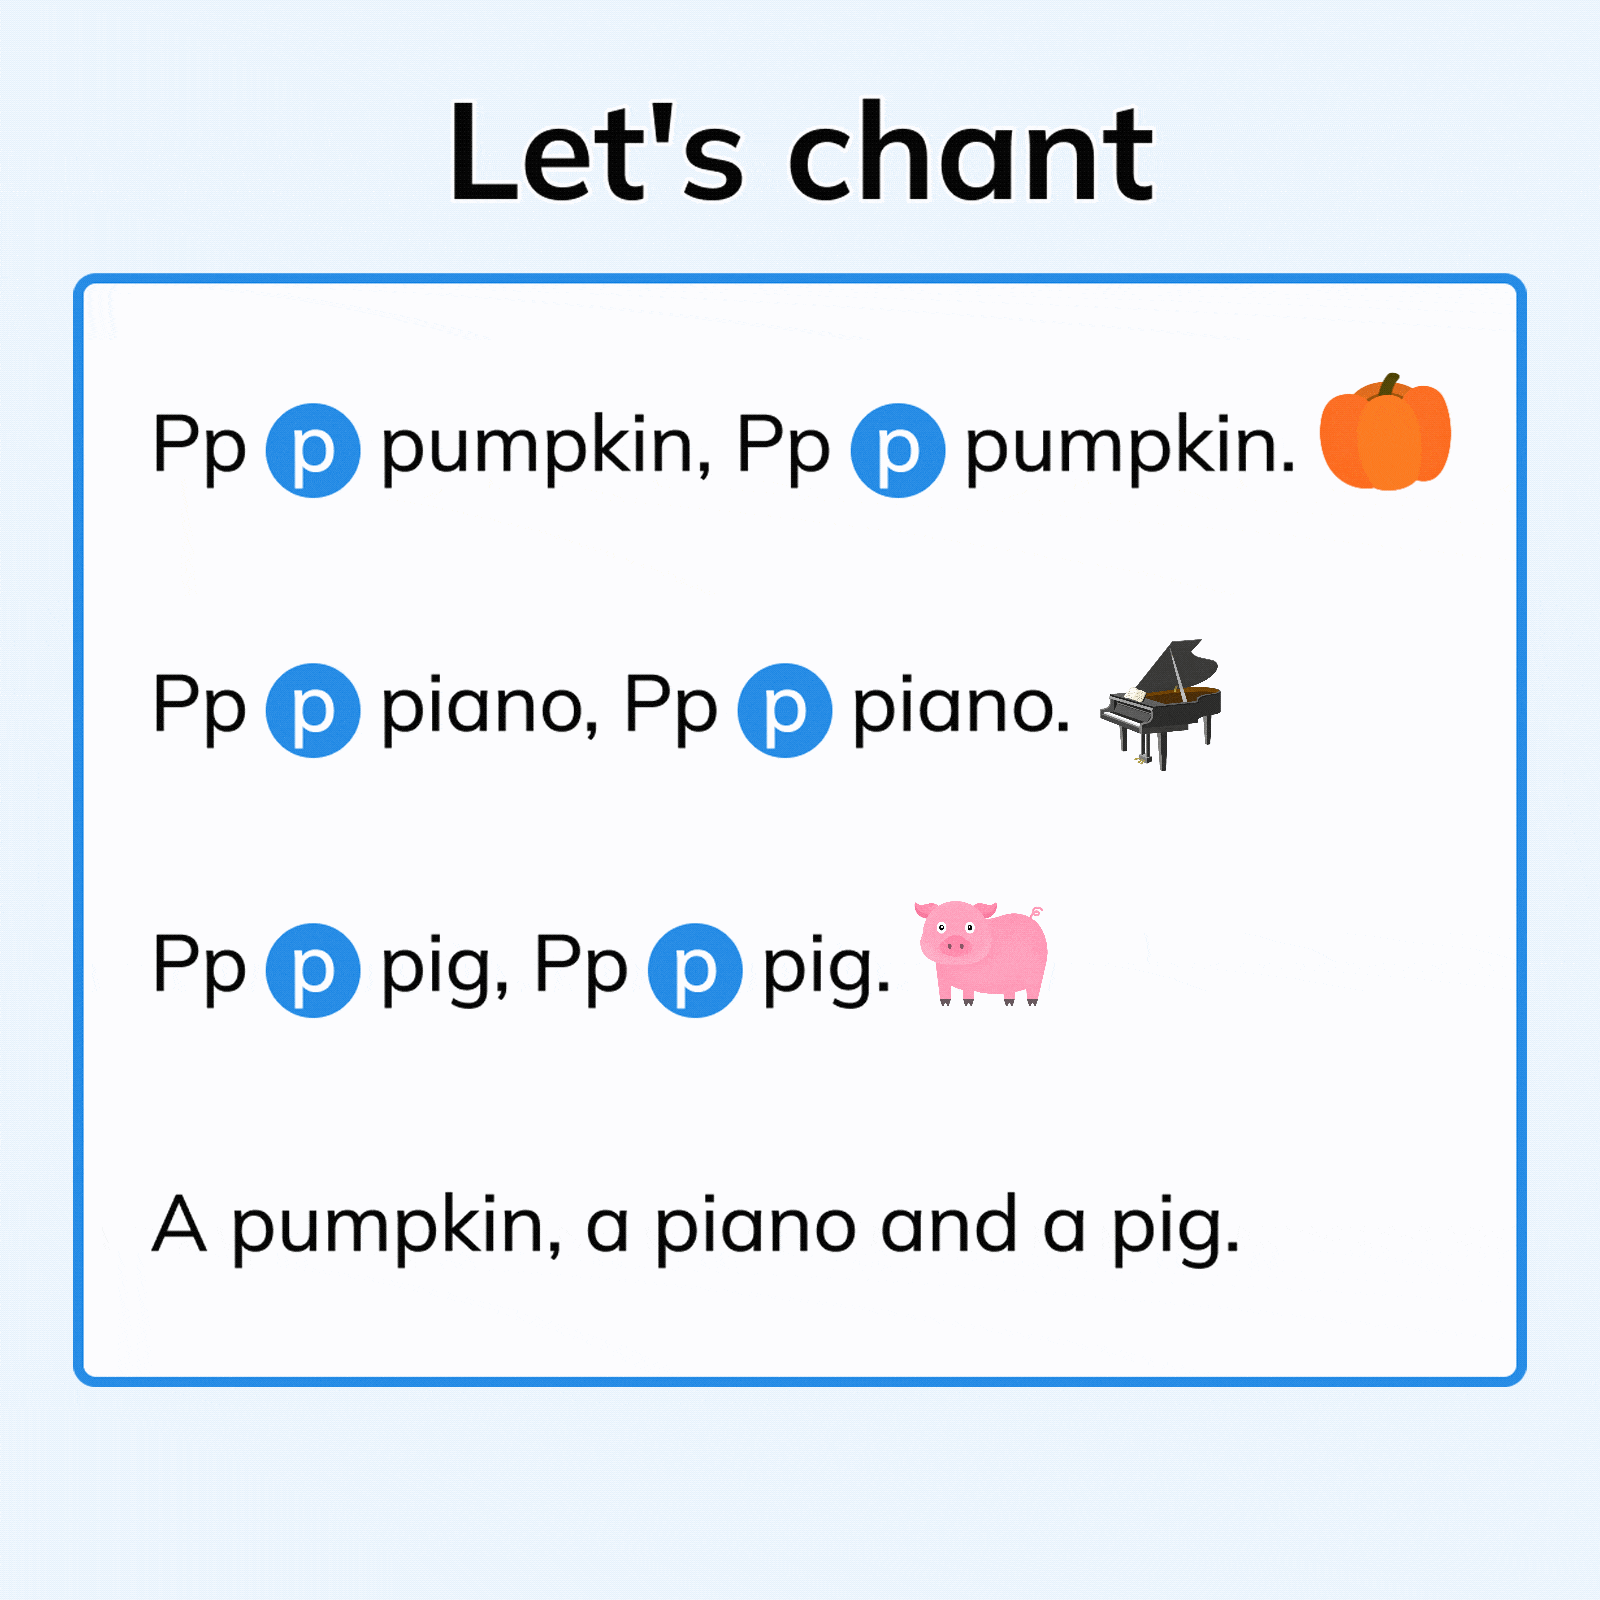 Let's chant
Pp p pumpkin, Pp p pumpkin.
Pp p piano, Pp p piano.
Pp p pig, Pp p pig.
A pumpkin, a piano and a pig.